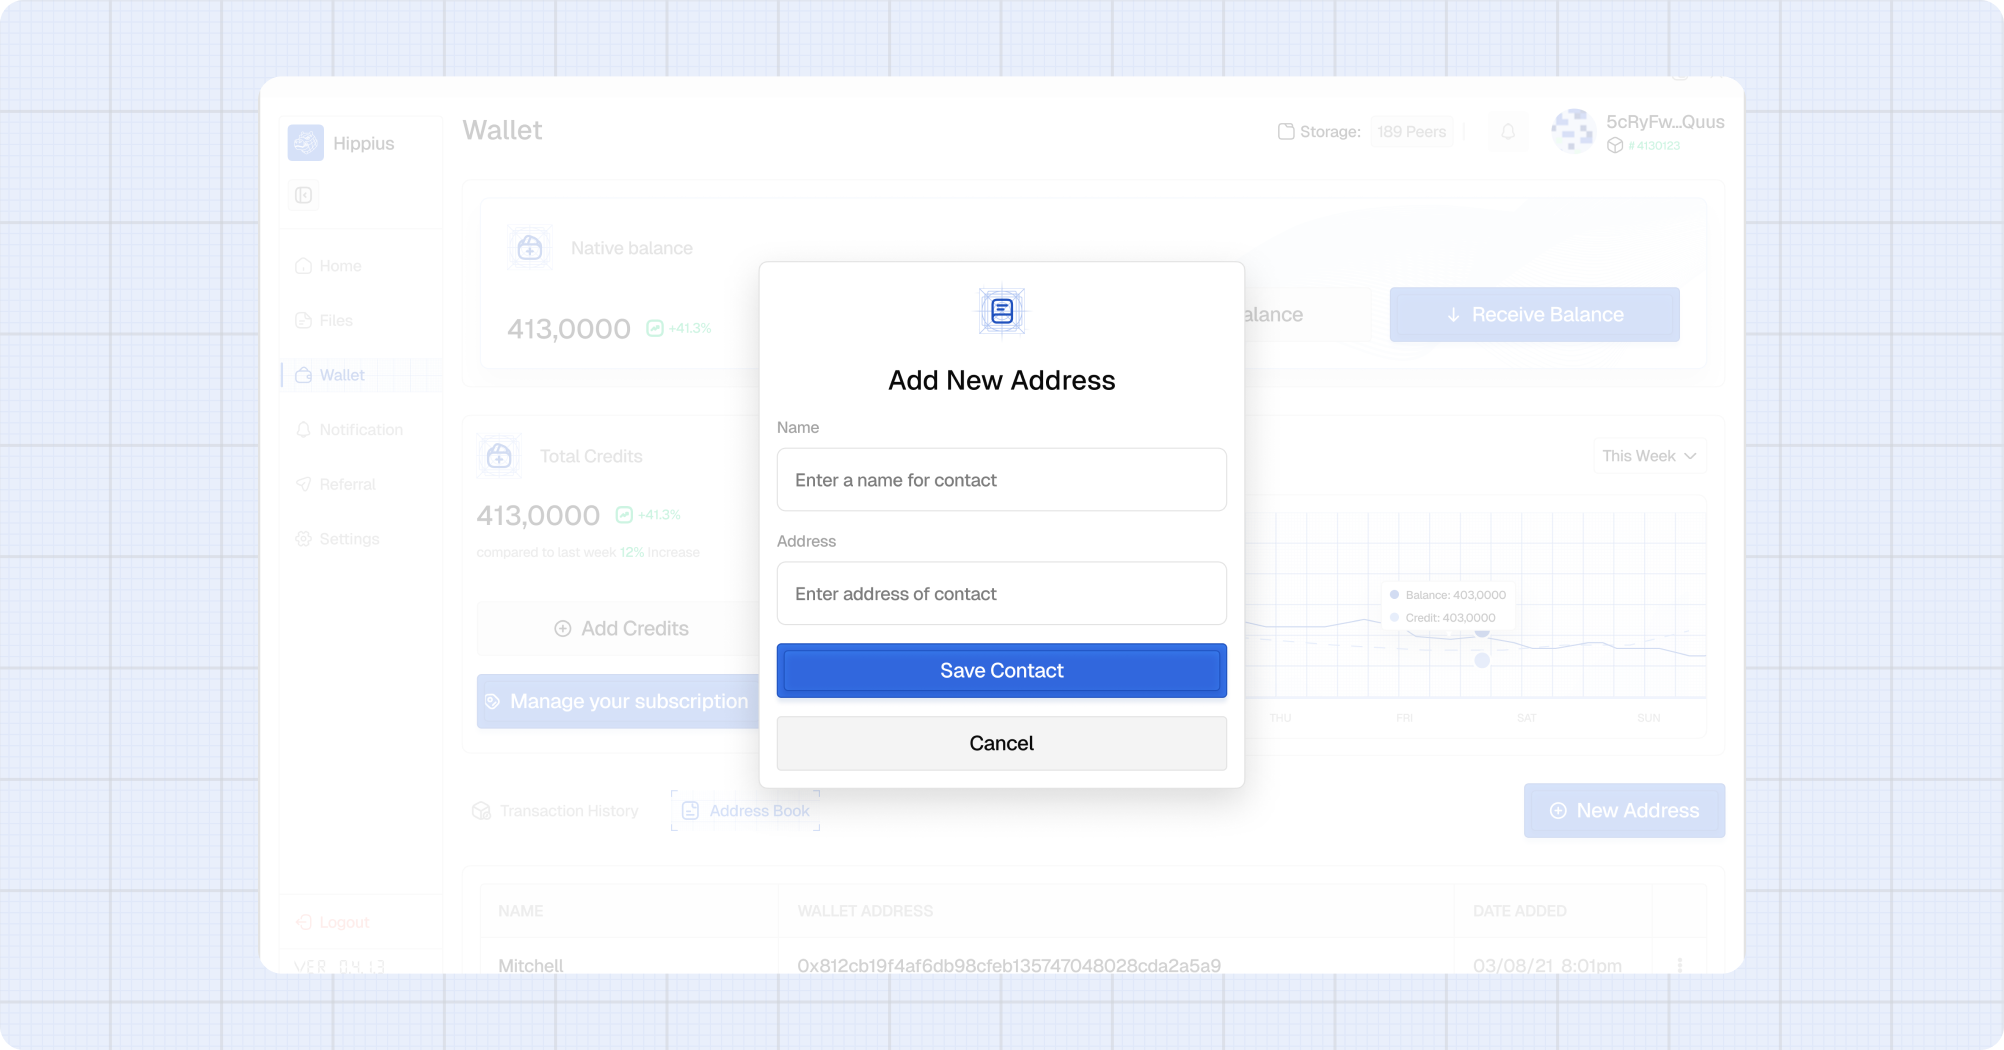 Hippius
Wallet
Storage: 189 Peers
5cRyFw...Quus
# 4130123
Home
Files
Wallet
Notification
Referral
Settings
Logout
VER 0.4.13
Native balance
413,0000 +41.3%
alance
Receive Balance
Total Credits
413,0000 +41.3%
compared to last week 12% Increase
Add Credits
Manage your subscription
This Week
Balance: 403,0000
Credit: 403,0000
THU FRI SAT SUN
Add New Address
Name
Enter a name for contact
Address
Enter address of contact
Save Contact
Cancel
Transaction History
Address Book
New Address
NAME WALLET ADDRESS DATE ADDED
Mitchell 0x812cb19f4af6db98cfeb135747048028cda2a5a9 03/08/21 8:01pm